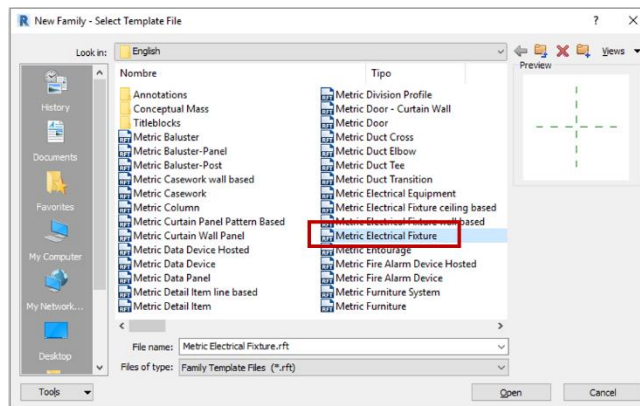 New Family - Select Template File
Look in: English
Views
Preview
Nombre Tipo
History
Documents
Favorites
My Computer
My Network...
Desktop
Annotations
Conceptual Mass
Titleblocks
Metric Baluster
Metric Baluster-Panel
Metric Baluster-Post
Metric Casework wall based
Metric Casework
Metric Column
Metric Curtain Panel Pattern Based
Metric Curtain Wall Panel
Metric Data Device Hosted
Metric Data Device
Metric Data Panel
Metric Detail Item line based
Metric Detail Item
Metric Division Profile
Metric Door - Curtain Wall
Metric Door
Metric Duct Cross
Metric Duct Elbow
Metric Duct Tee
Metric Duct Transition
Metric Electrical Equipment
Metric Electrical Fixture ceiling based
Metric Electrical Fixture wall based
Metric Electrical Fixture
Metric Entourage
Metric Fire Alarm Device Hosted
Metric Fire Alarm Device
Metric Furniture System
Metric Furniture
File name: Metric Electrical Fixture.rft
Files of type: Family Template Files (*.rft)
Tools Open Cancel